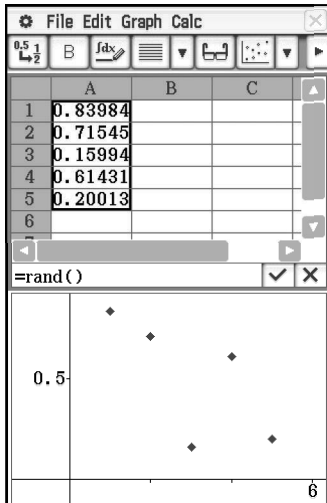 File Edit Graph Calc
0.5 1 2 B ∫dx
A B C
1 0.83984
2 0.71545
3 0.15994
4 0.61431
5 0.20013
6
=rand()
0.5
6